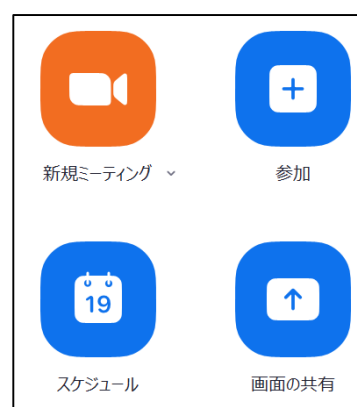 新規ミーティング
参加
19
スケジュール
画面の共有